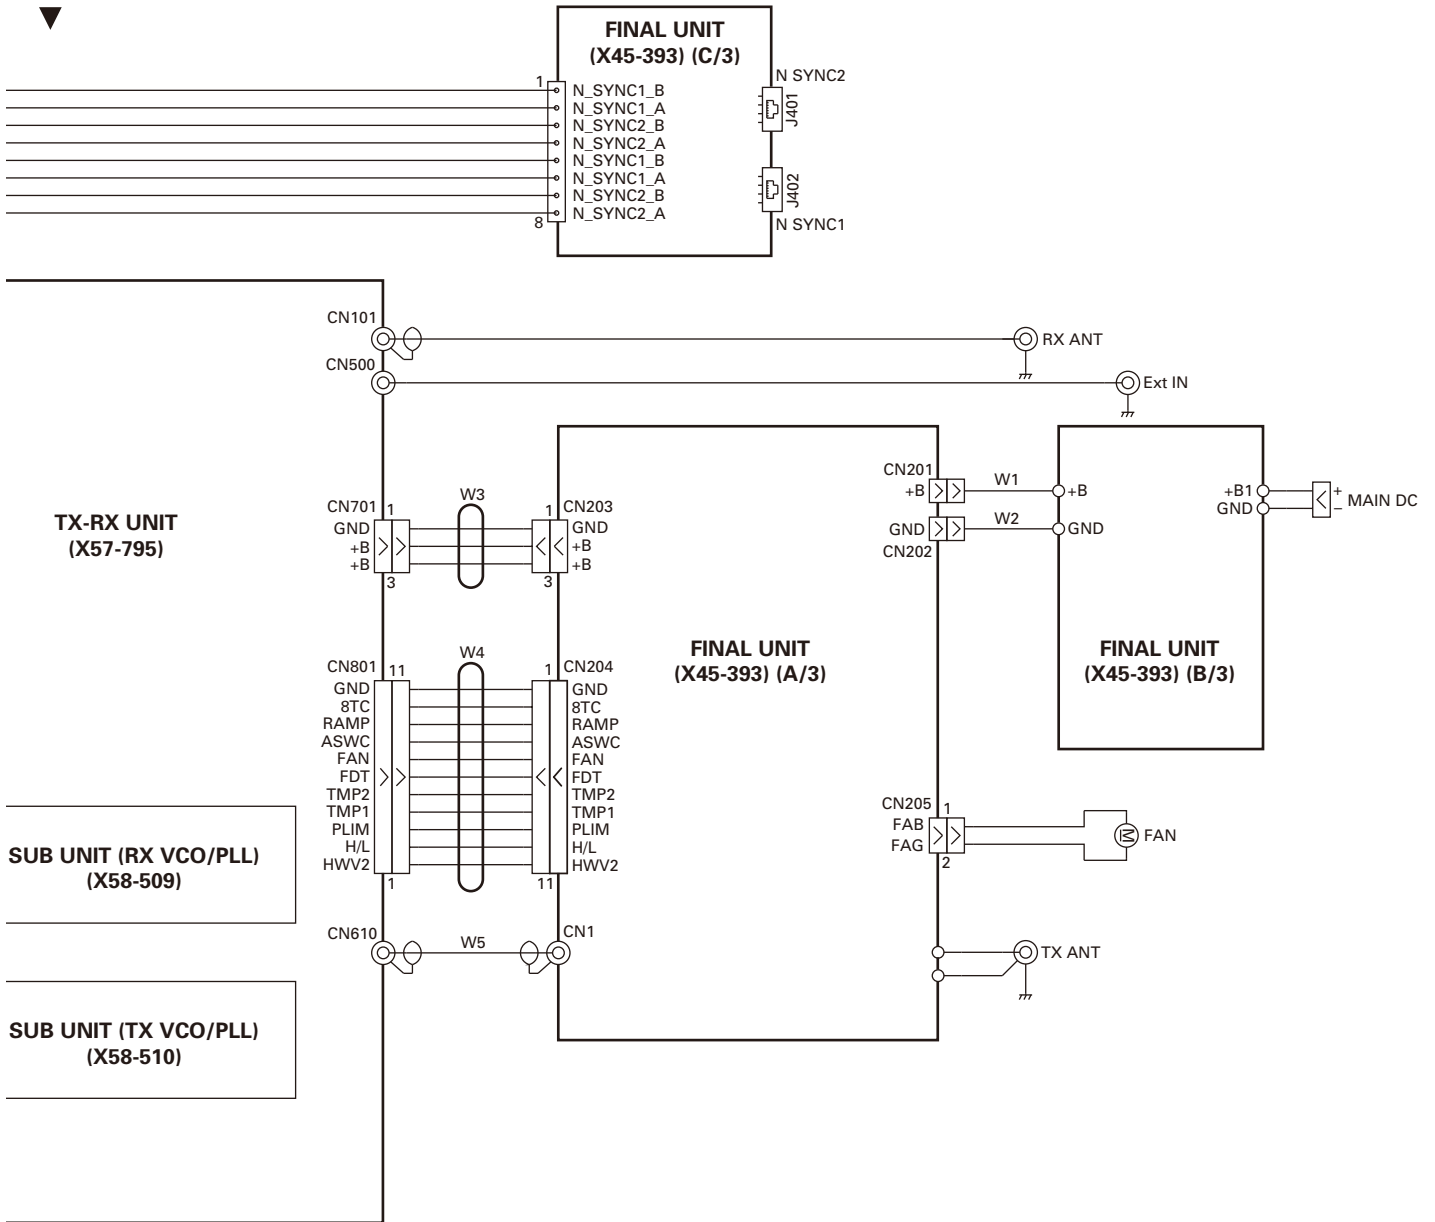 FINAL UNIT
(X45-393) (C/3)
N SYNC2
1
N_SYNC1_B
N_SYNC1_A
N_SYNC2_B
N_SYNC2_A
N_SYNC1_B
N_SYNC1_A
N_SYNC2_B
N_SYNC2_A
8
J401
J402
N SYNC1
CN101
RX ANT
CN500
Ext IN
TX-RX UNIT
(X57-795)
CN701
1
GND
+B
+B
3
W3
1
CN203
GND
+B
+B
3
CN201
+B
W1
+B
GND
W2
GND
CN202
+B1
GND
+
−
MAIN DC
FINAL UNIT
(X45-393) (A/3)
FINAL UNIT
(X45-393) (B/3)
CN801
11
GND
8TC
RAMP
ASWC
FAN
FDT
TMP2
TMP1
PLIM
H/L
HWV2
1
W4
1
CN204
GND
8TC
RAMP
ASWC
FAN
FDT
TMP2
TMP1
PLIM
H/L
HWV2
11
CN205
1
FAB
FAG
2
M
FAN
SUB UNIT (RX VCO/PLL)
(X58-509)
CN610
W5
CN1
TX ANT
SUB UNIT (TX VCO/PLL)
(X58-510)